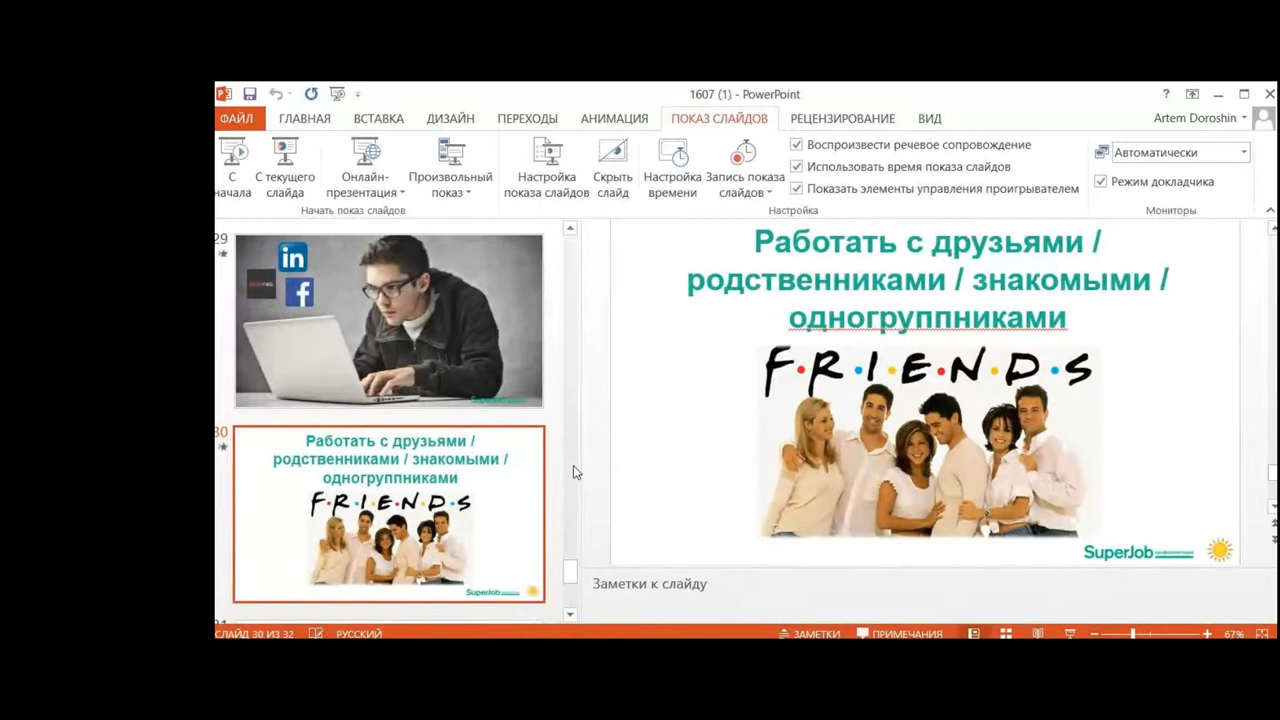 1607 (1) - PowerPoint
?
ФАЙЛ ГЛАВНАЯ ВСТАВКА ДИЗАЙН ПЕРЕХОДЫ АНИМАЦИЯ ПОКАЗ СЛАЙДОВ РЕЦЕНЗИРОВАНИЕ ВИД Artem Doroshin
С
начала
С текущего
слайда
Онлайн-
презентация
Произвольный
показ
Начать показ слайдов
Настройка
показа слайдов
Скрыть
слайд
Настройка
времени
Запись показа
слайдов
Воспроизвести речевое сопровождение
Использовать время показа слайдов
Показать элементы управления проигрывателем
Настройка
Автоматически
Режим докладчика
Мониторы
29
in
f
SuperJob
30
Работать с друзьями /
родственниками / знакомыми /
одногруппниками
F·R·I·E·N·D·S
SuperJob
Работать с друзьями /
родственниками / знакомыми /
одногруппниками
F·R·I·E·N·D·S
SuperJob
Заметки к слайду
СЛАЙД 30 ИЗ 32 РУССКИЙ ЗАМЕТКИ ПРИМЕЧАНИЯ 67%